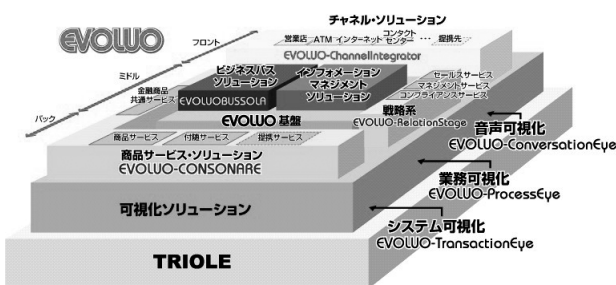 EVOLUO
チャネル・ソリューション
営業店 ATM インターネット コンタクトセンター … 提携先
EVOLUO-ChannelIntegrator
フロント
ミドル
バック
ビジネスバス
ソリューション
EVOLUOBUSSOLA
インフォメーション
マネジメント
ソリューション
セールスサービス
マネジメントサービス
コンプライアンスサービス
金融商品
共通サービス
EVOLUO 基盤
戦略系
EVOLUO-RelationStage
商品サービス
付随サービス
提携サービス
商品サービス・ソリューション
EVOLUO-CONSONARE
音声可視化
EVOLUO-ConversationEye
業務可視化
EVOLUO-ProcessEye
可視化ソリューション
システム可視化
EVOLUO-TransactionEye
TRIOLE